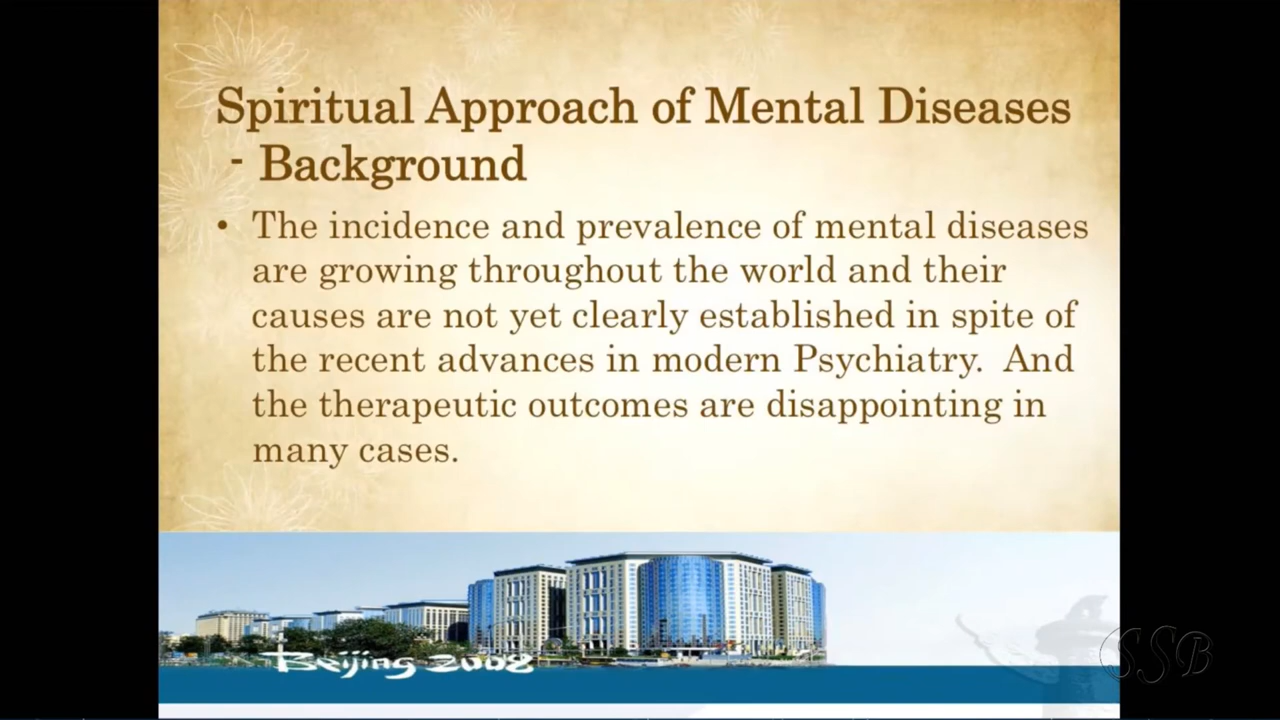 Spiritual Approach of Mental Diseases
- Background
• The incidence and prevalence of mental diseases
are growing throughout the world and their
causes are not yet clearly established in spite of
the recent advances in modern Psychiatry. And
the therapeutic outcomes are disappointing in
many cases.
Beijing 2008
SSB